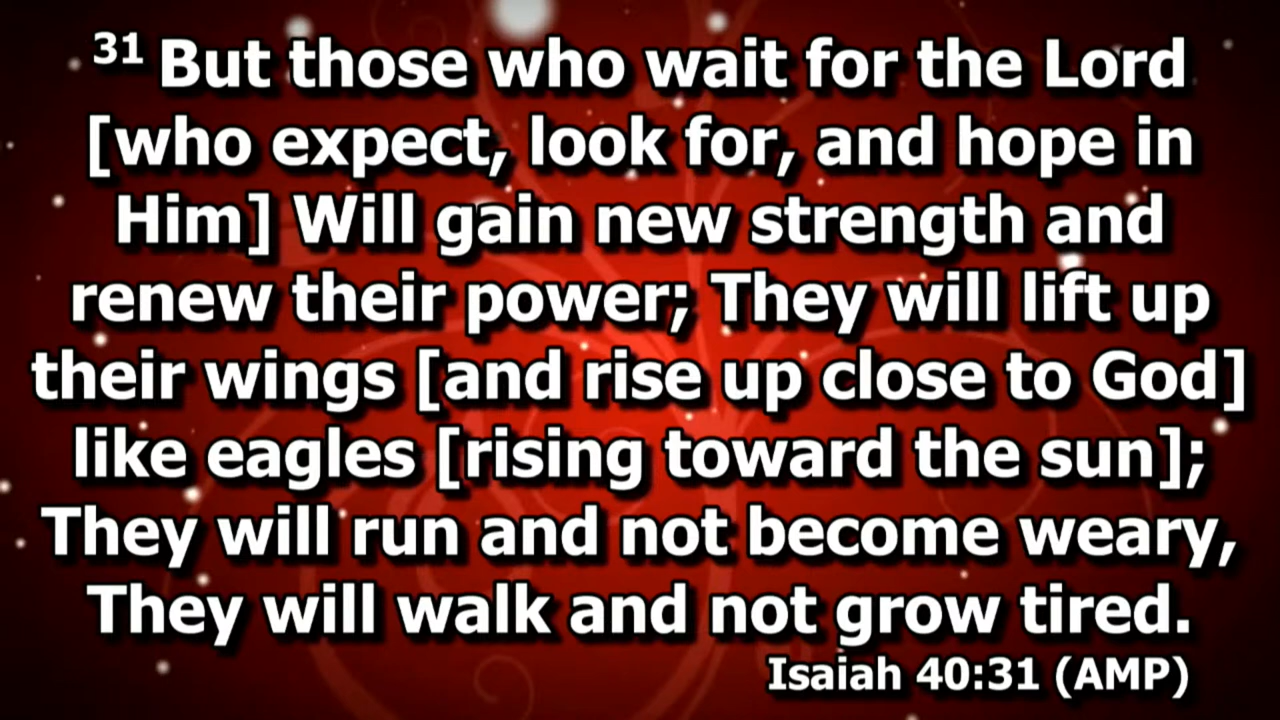 31 But those who wait for the Lord
[who expect, look for, and hope in
Him] Will gain new strength and
renew their power; They will lift up
their wings [and rise up close to God]
like eagles [rising toward the sun];
They will run and not become weary,
They will walk and not grow tired.
Isaiah 40:31 (AMP)